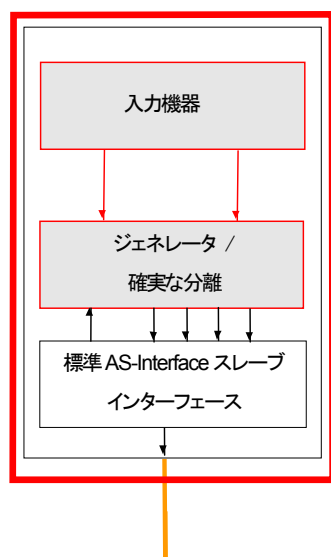 入力機器
ジェネレータ /
確実な分離
標準 AS-Interface スレーブ
インターフェース